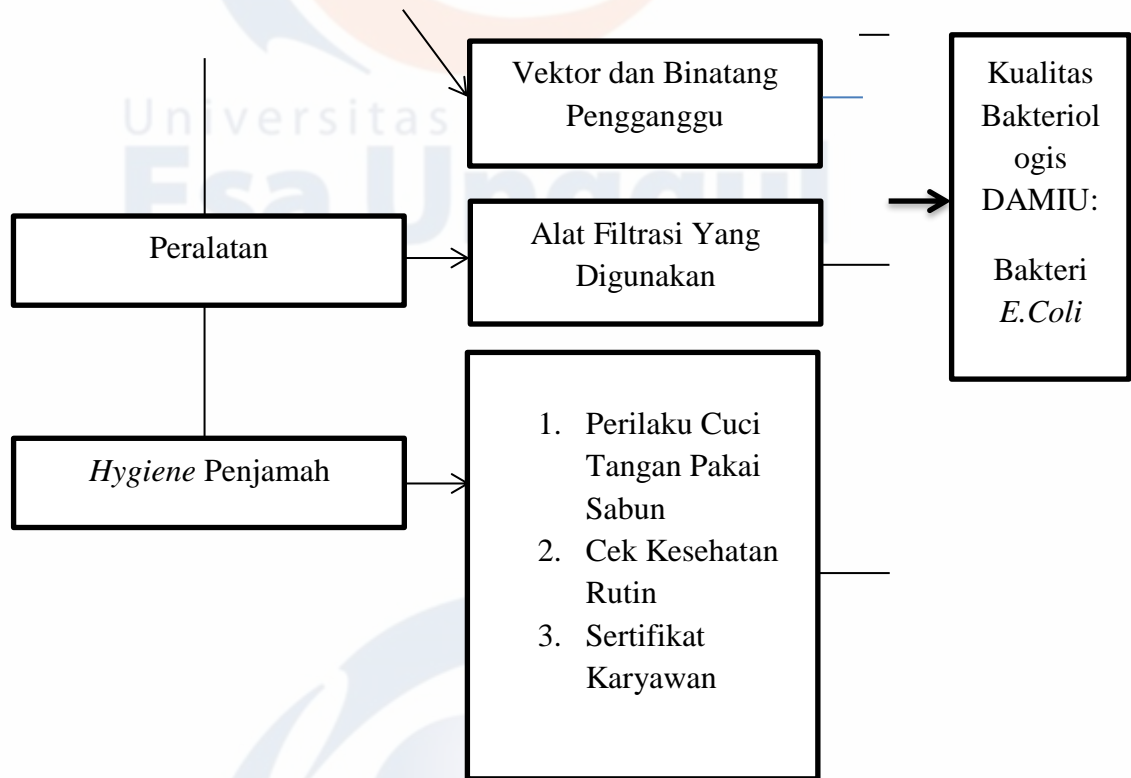 Vektor dan Binatang
Pengganggu
Kualitas
Bakteriol
ogis
DAMIU:
Bakteri
E.Coli
Universitas
Esa Unggul
Peralatan
Alat Filtrasi Yang
Digunakan
Hygiene Penjamah
1. Perilaku Cuci
Tangan Pakai
Sabun
2. Cek Kesehatan
Rutin
3. Sertifikat
Karyawan